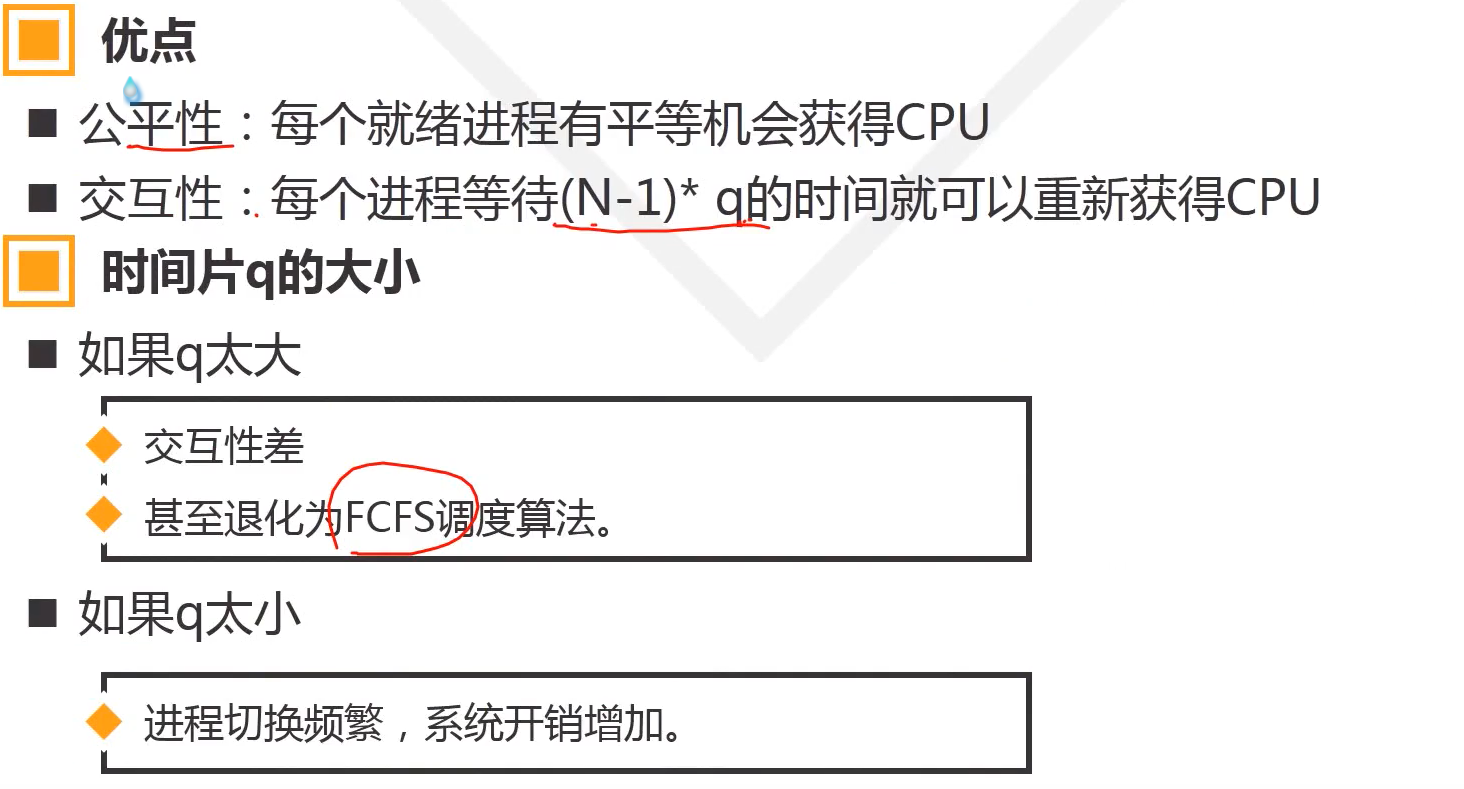 优点
公平性：每个就绪进程有平等机会获得CPU
交互性：每个进程等待(N-1)* q的时间就可以重新获得CPU
时间片q的大小
如果q太大
交互性差
甚至退化为FCFS调度算法。
如果q太小
进程切换频繁，系统开销增加。